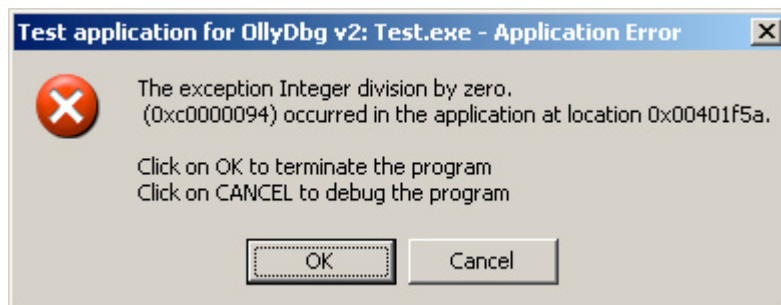 Test application for OllyDbg v2: Test.exe - Application Error
The exception Integer division by zero.
(0xc0000094) occurred in the application at location 0x00401f5a.
Click on OK to terminate the program
Click on CANCEL to debug the program
OK
Cancel